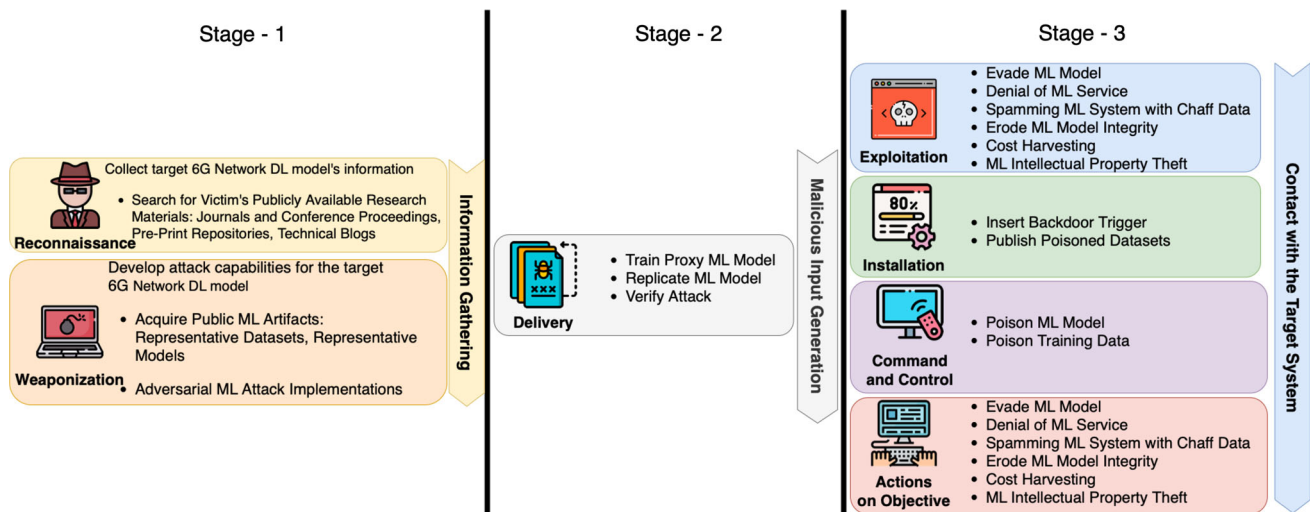 Stage - 1
Collect target 6G Network DL model's information
• Search for Victim's Publicly Available Research
Materials: Journals and Conference Proceedings,
Pre-Print Repositories, Technical Blogs
Reconnaissance
Develop attack capabilities for the target
6G Network DL model
• Acquire Public ML Artifacts:
Representative Datasets, Representative
Models
• Adversarial ML Attack Implementations
Weaponization
Information Gathering
Stage - 2
• Train Proxy ML Model
• Replicate ML Model
• Verify Attack
Delivery
Malicious Input Generation
Stage - 3
• Evade ML Model
• Denial of ML Service
• Spamming ML System with Chaff Data
• Erode ML Model Integrity
• Cost Harvesting
• ML Intellectual Property Theft
Exploitation
80%
• Insert Backdoor Trigger
• Publish Poisoned Datasets
Installation
• Poison ML Model
• Poison Training Data
Command
and Control
• Evade ML Model
• Denial of ML Service
• Spamming ML System with Chaff Data
• Erode ML Model Integrity
• Cost Harvesting
• ML Intellectual Property Theft
Actions
on Objective
Contact with the Target System